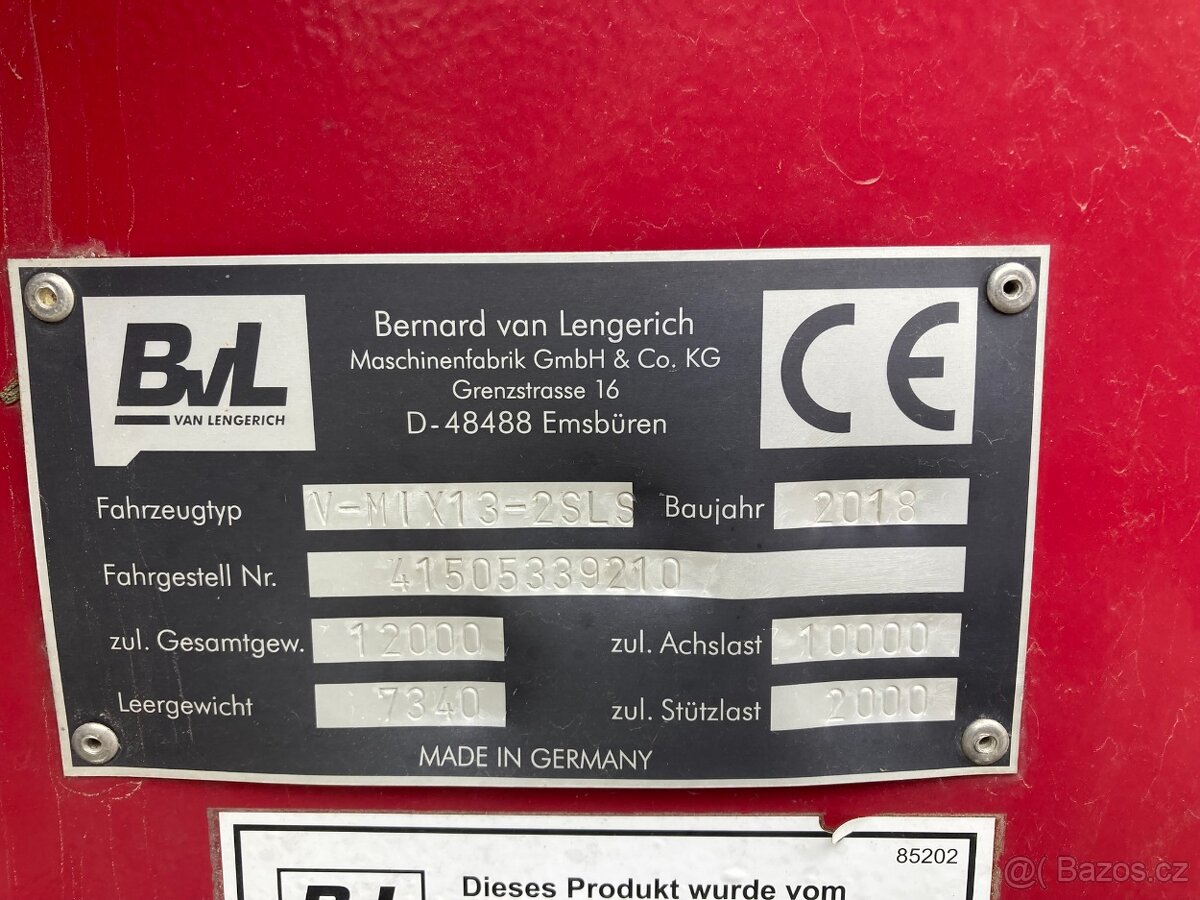 BvL
VAN LENGERICH
Bernard van Lengerich
Maschinenfabrik GmbH & Co. KG
Grenzstrasse 16
D-48488 Emsbüren
CE
Fahrzeugtyp V-MIX13-2SLS Baujahr 2018
Fahrgestell Nr. 41505339210
zul. Gesamtgew. 12000 zul. Achslast 10000
Leergewicht 7340 zul. Stützlast 2000
MADE IN GERMANY
85202
BvL
Dieses Produkt wurde vom
@( Bazos.cz